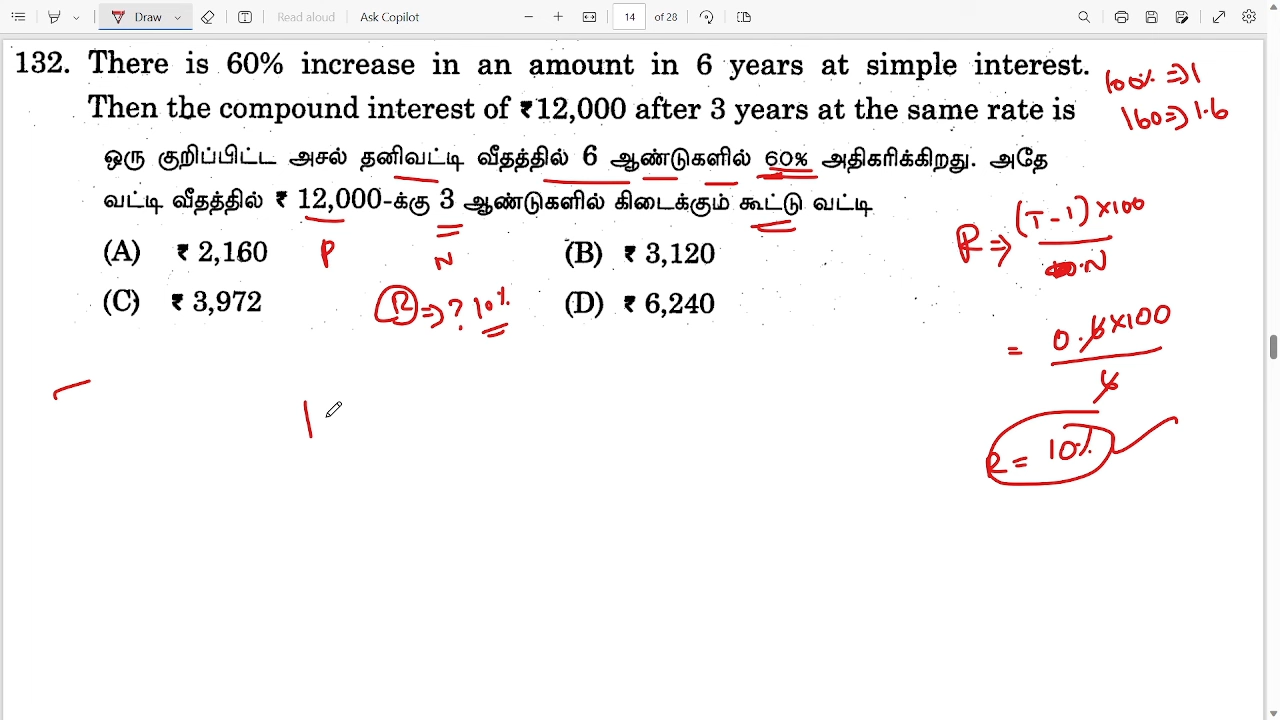 Draw Read aloud Ask Copilot 14 of 28
132. There is 60% increase in an amount in 6 years at simple interest.
Then the compound interest of ₹12,000 after 3 years at the same rate is
ஒரு குறிப்பிட்ட அசல் தனிவட்டி வீதத்தில் 6 ஆண்டுகளில் 60% அதிகரிக்கிறது. அதே
வட்டி வீதத்தில் ₹ 12,000-க்கு 3 ஆண்டுகளில் கிடைக்கும் கூட்டு வட்டி
(A) ₹ 2,160 (B) ₹ 3,120
(C) ₹ 3,972 (D) ₹ 6,240
P N
R ⇒ ? 10%
100% ⇒ 1
160 ⇒ 1.6
R ⇒ (T-1)×100
N
= 0.6×100
6
R = 10%
1